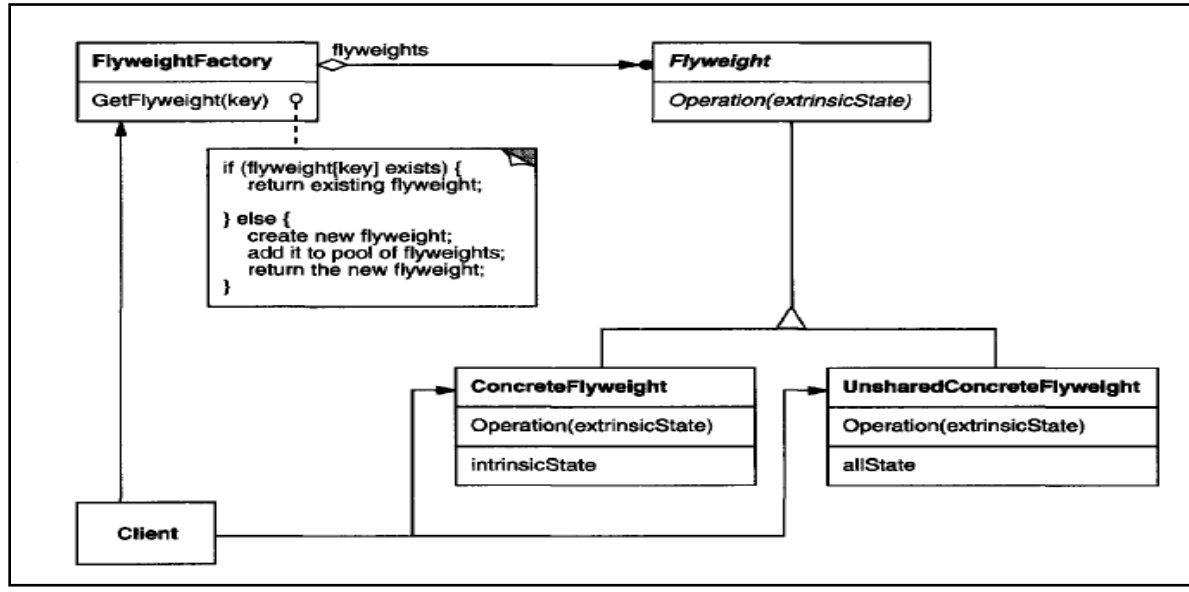 FlyweightFactory
GetFlyweight(key)
flyweights
Flyweight
Operation(extrinsicState)
if (flyweight[key] exists) {
return existing flyweight;
} else {
create new flyweight;
add it to pool of flyweights;
return the new flyweight;
}
ConcreteFlyweight
Operation(extrinsicState)
intrinsicState
UnsharedConcreteFlyweight
Operation(extrinsicState)
allState
Client